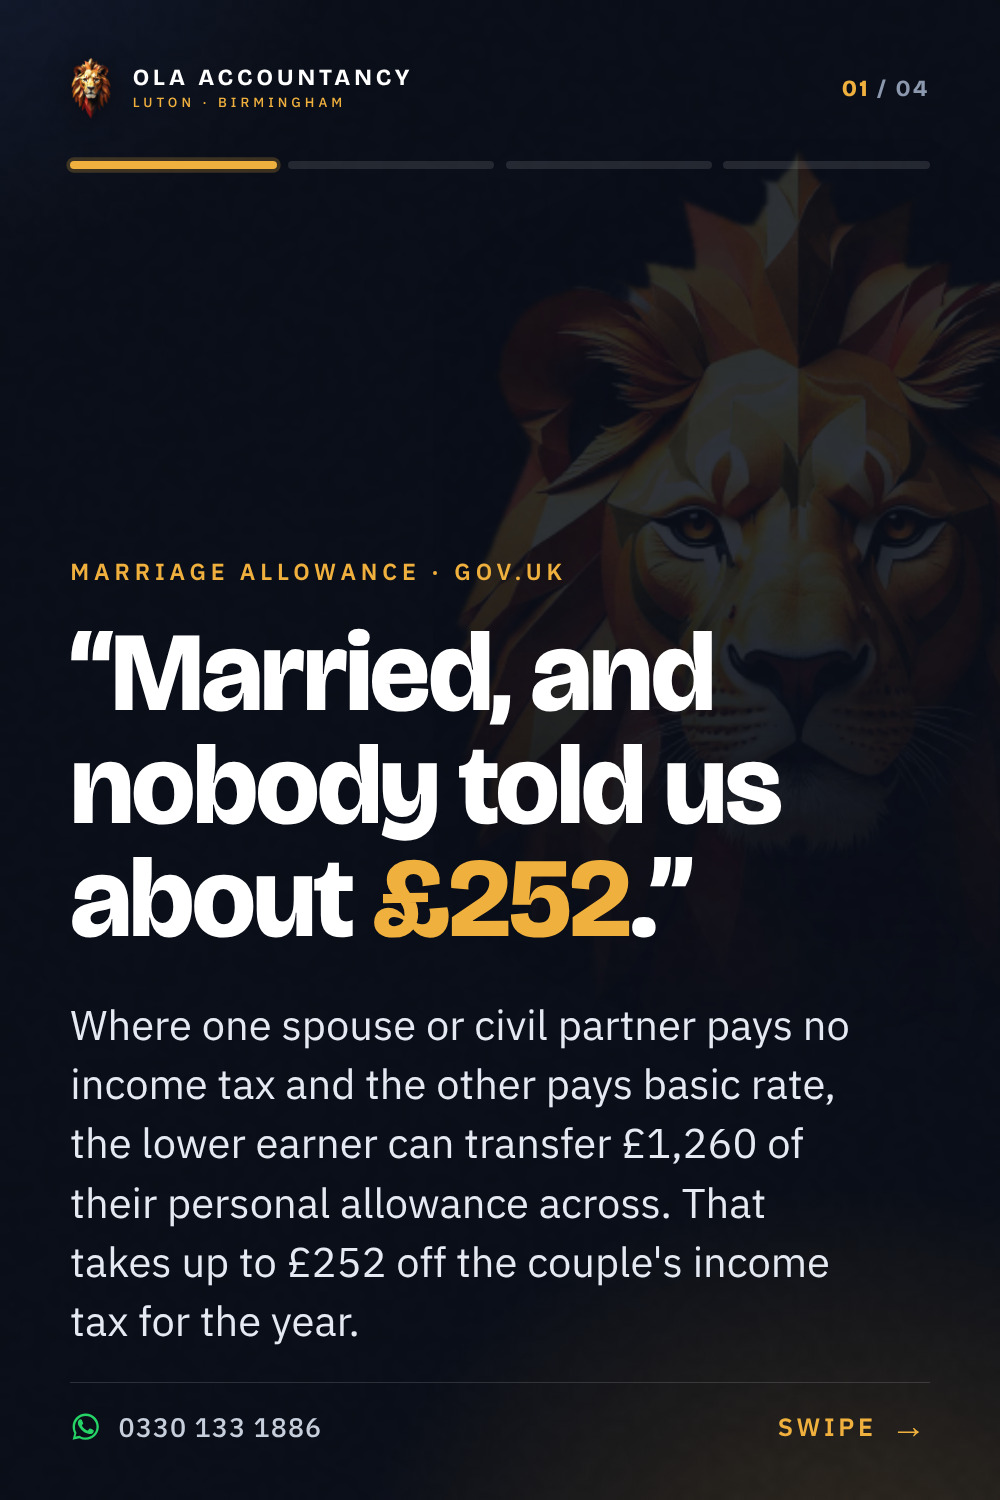 OLA ACCOUNTANCY
LUTON · BIRMINGHAM
01 / 04
MARRIAGE ALLOWANCE · GOV.UK
“Married, and
nobody told us
about £252.”
Where one spouse or civil partner pays no
income tax and the other pays basic rate,
the lower earner can transfer £1,260 of
their personal allowance across. That
takes up to £252 off the couple's income
tax for the year.
0330 133 1886
SWIPE →